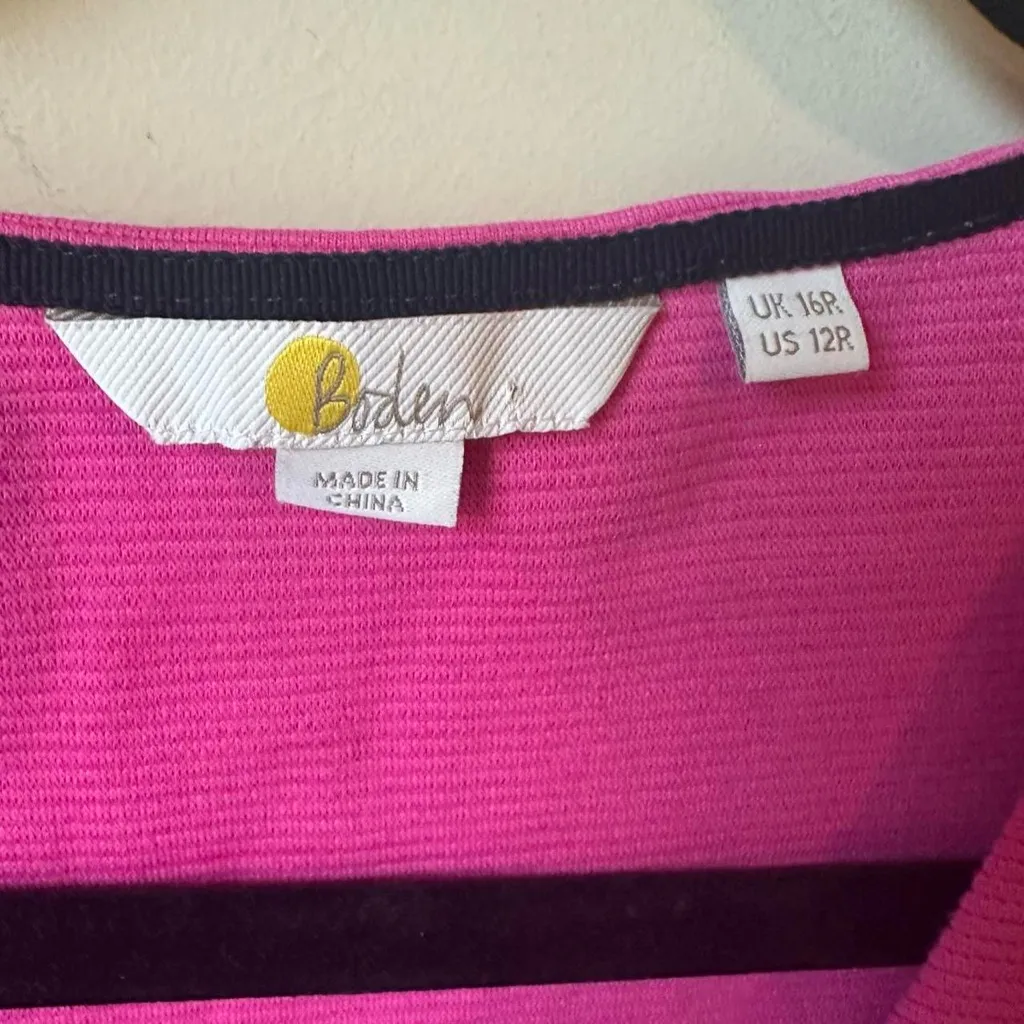 Boden
MADE IN
CHINA
UK 16R
US 12R